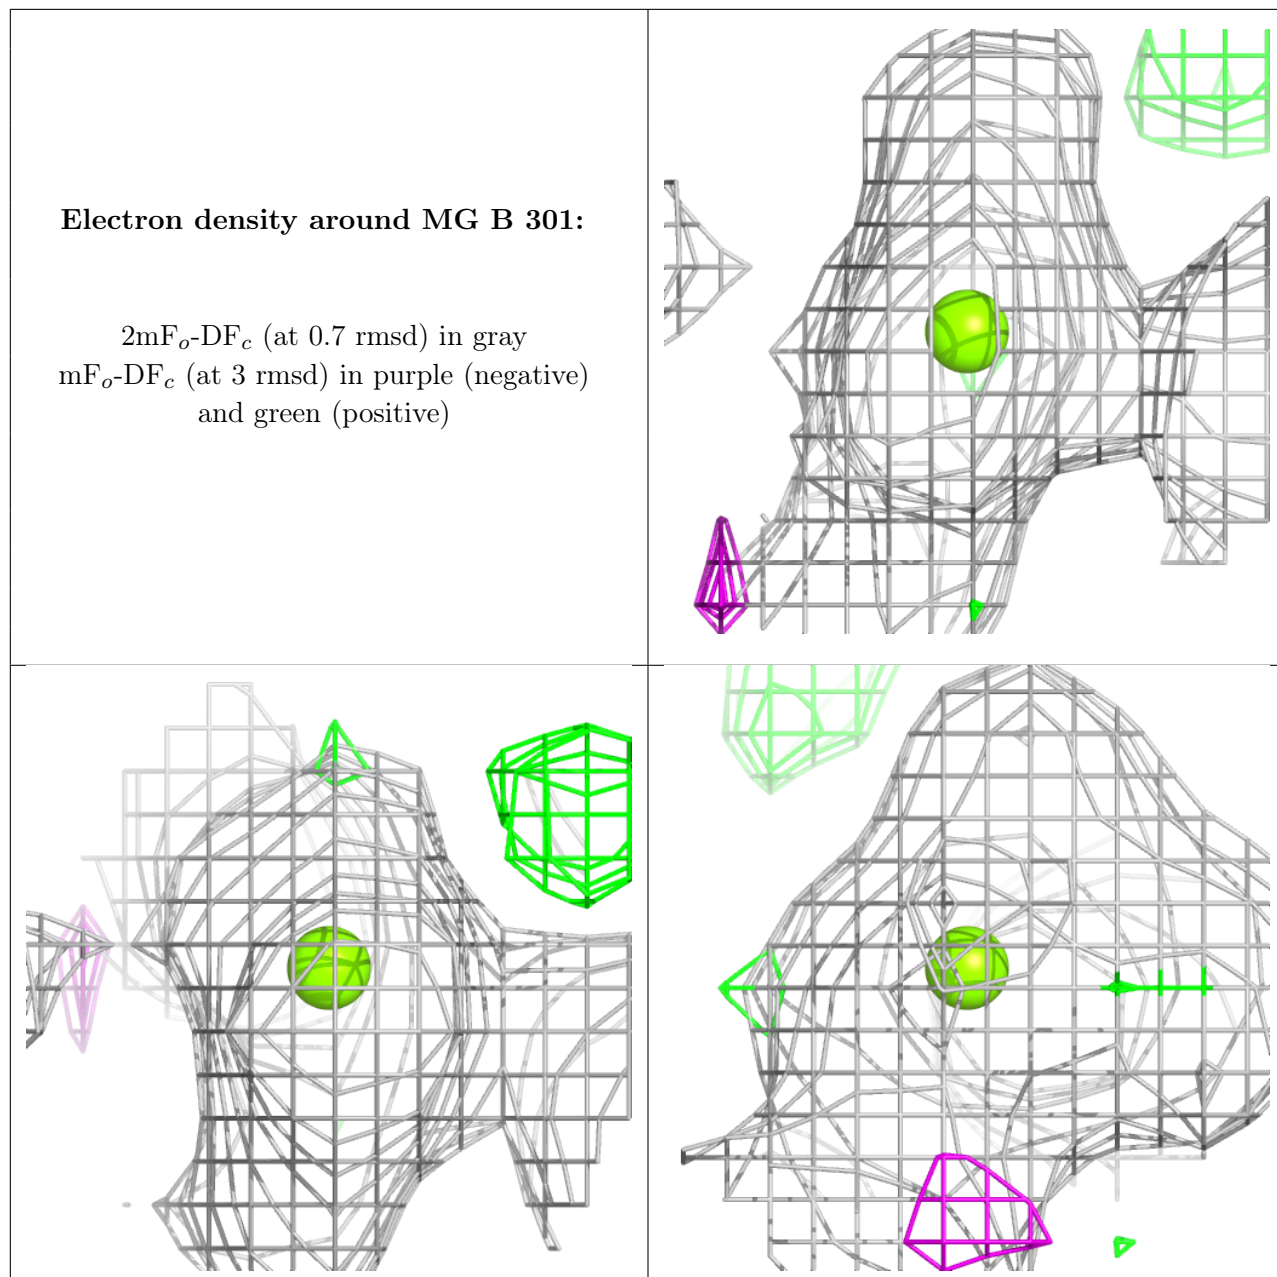 Electron density around MG B 301:
2mFo-DFc (at 0.7 rmsd) in gray
mFo-DFc (at 3 rmsd) in purple (negative)
and green (positive)